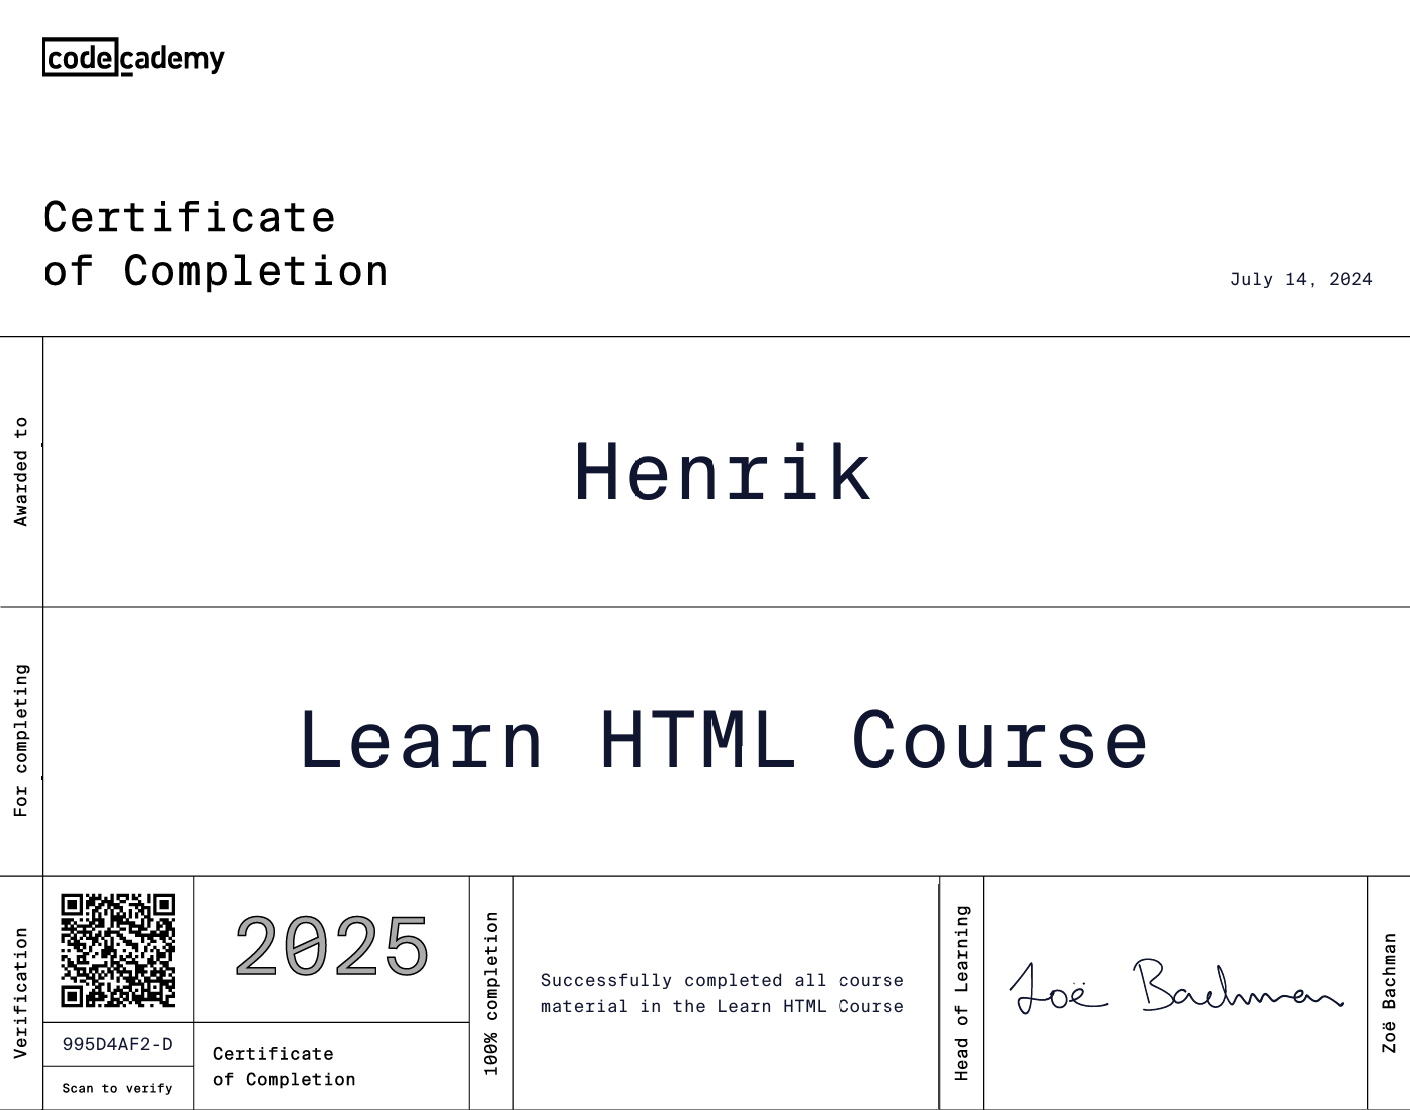 codecademy
Certificate
of Completion
July 14, 2024
Awarded to
Henrik
For completing
Learn HTML Course
Verification
995D4AF2-D
Scan to verify
2025
Certificate
of Completion
100% completion
Successfully completed all course
material in the Learn HTML Course
Head of Learning
Zoë Bachman
Zoë Bachman